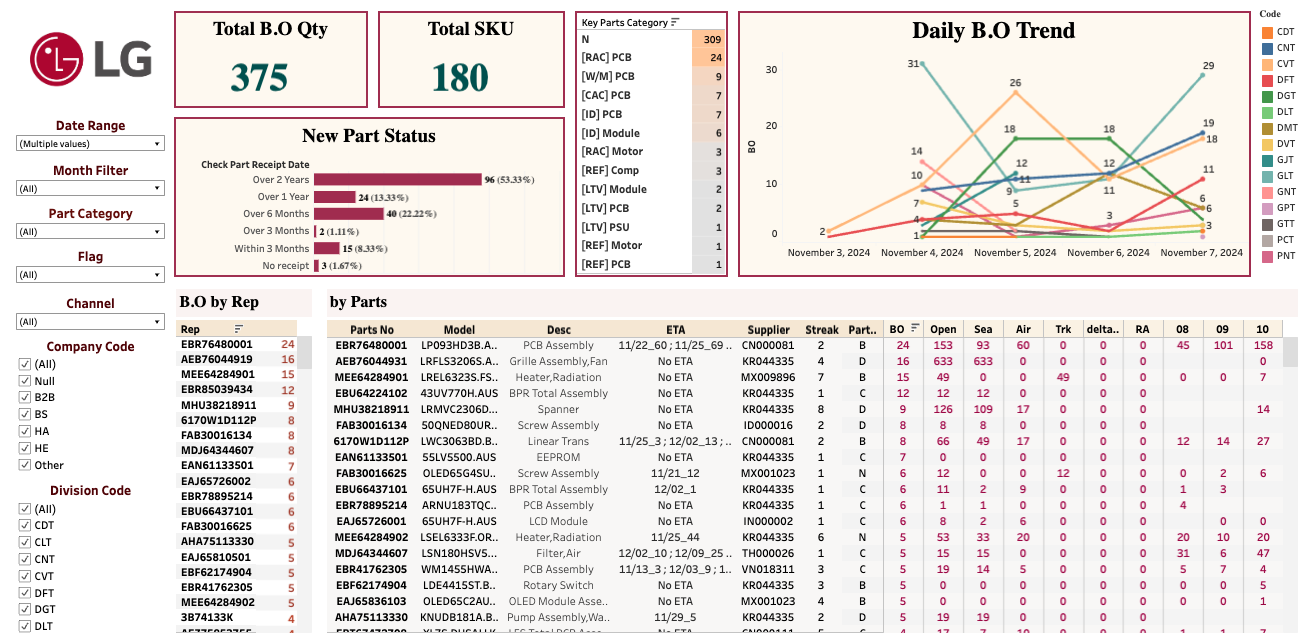 LG
Total B.O Qty
375
Total SKU
180
Key Parts Category
N 309
[RAC] PCB 24
[W/M] PCB 9
[CAC] PCB 7
[ID] PCB 7
[ID] Module 6
[RAC] Motor 3
[REF] Comp 3
[LTV] Module 2
[LTV] PCB 2
[LTV] PSU 1
[REF] Motor 1
[REF] PCB 1
Daily B.O Trend
BO
30
20
10
0
31
29
26
19
18
18
18
14
12
12
11
11
11
10
9
7
6
6
5
4
3
3
2
1
November 3, 2024 November 4, 2024 November 5, 2024 November 6, 2024 November 7, 2024
Code
CDT
CNT
CVT
DFT
DGT
DLT
DMT
DVT
GJT
GLT
GNT
GPT
GTT
PCT
PNT
New Part Status
Check Part Receipt Date
Over 2 Years 96 (53.33%)
Over 1 Year 24 (13.33%)
Over 6 Months 40 (22.22%)
Over 3 Months 2 (1.11%)
Within 3 Months 15 (8.33%)
No receipt 3 (1.67%)
Date Range
(Multiple values)
Month Filter
(All)
Part Category
(All)
Flag
(All)
Channel
(All)
Company Code
(All)
Null
B2B
BS
HA
HE
Other
Division Code
(All)
CDT
CLT
CNT
CVT
DFT
DGT
DLT
B.O by Rep
Rep
EBR76480001 24
AEB76044919 16
MEE64284901 15
EBR85039434 12
MHU38218911 9
6170W1D112P 8
FAB30016134 8
MDJ64344607 8
EAN61133501 7
EAJ65726002 6
EBR78895214 6
EBU66437101 6
FAB30016625 6
AHA75113330 5
EAJ65810501 5
EBF62174904 5
EBR41762305 5
MEE64284902 5
3B74133K 4
by Parts
Parts No Model Desc ETA Supplier Streak Part.. BO Open Sea Air Trk delta.. RA 08 09 10
EBR76480001 LP093HD3B.A.. PCB Assembly 11/22_60 ; 11/25_69 .. CN000081 2 B 24 153 93 60 0 0 0 45 101 158
AEB76044931 LRFLS3206S.A.. Grille Assembly,Fan No ETA KR044335 4 D 16 633 633 0 0 0 0 0
MEE64284901 LREL6323S.FS.. Heater,Radiation No ETA MX009896 7 B 15 49 0 0 49 0 0 0 0 7
EBU64224102 43UV770H.AUS BPR Total Assembly No ETA KR044335 1 C 12 12 12 0 0 0 0
MHU38218911 LRMVC2306D... Spanner No ETA KR044335 8 D 9 126 109 17 0 0 0 14
FAB30016134 50QNED80UR.. Screw Assembly No ETA ID000016 2 D 8 8 8 0 0 0 0
6170W1D112P LWC3063BD.B.. Linear Trans 11/25_3 ; 12/02_13 ; .. CN000081 2 B 8 66 49 17 0 0 0 12 14 27
EAN61133501 55LV5500.AUS EEPROM No ETA KR044335 1 C 7 0 0 0 0 0 0
FAB30016625 OLED65G4SU.. Screw Assembly 11/21_12 MX001023 1 N 6 12 0 0 12 0 0 0 2 6
EBU66437101 65UH7F-H.AUS BPR Total Assembly 12/02_1 KR044335 1 C 6 11 2 9 0 0 0 1 3
EBR78895214 ARNU183TQC.. PCB Assembly No ETA KR044335 1 C 6 1 1 0 0 0 0 4
EAJ65726001 65UH7F-H.AUS LCD Module No ETA IN000002 1 C 6 8 2 6 0 0 0 0 0
MEE64284902 LSEL6333F.OR.. Heater,Radiation 11/25_44 KR044335 6 N 5 53 33 20 0 0 0 20 10 20
MDJ64344607 LSN180HSV5... Filter,Air 12/02_10 ; 12/09_25 .. TH000026 1 C 5 15 15 0 0 0 0 31 6 47
EBR41762305 WM1455HWA.. PCB Assembly 11/13_3 ; 12/03_9 ; 1.. VN018311 3 C 5 19 14 5 0 0 0 5 7 4
EBF62174904 LDE4415ST.B.. Rotary Switch No ETA KR044335 3 B 5 0 0 0 0 0 0 0 0 5
EAJ65836103 OLED65C2AU.. OLED Module Asse.. No ETA MX001023 4 B 5 0 0 0 0 0 0 0 0 1
AHA75113330 KNUDB181A.B.. Pump Assembly,Wa.. 11/29_5 KR044335 2 D 5 19 19 0 0 0 0